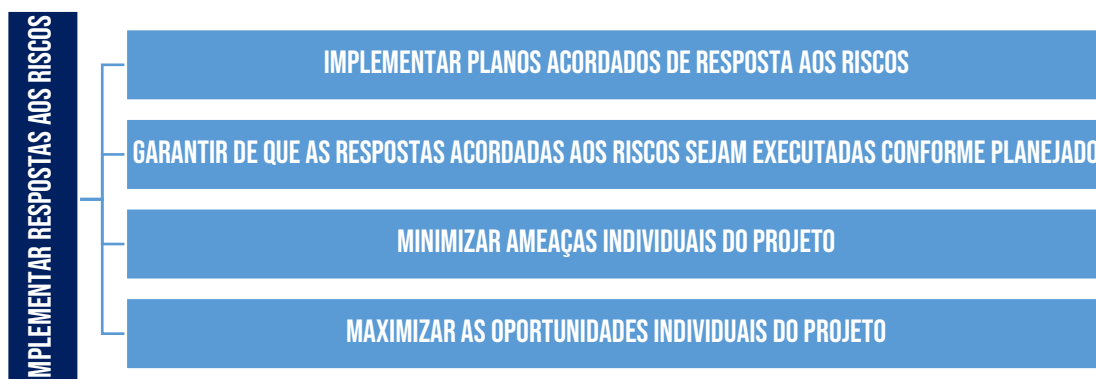 IMPLEMENTAR RESPOSTAS AOS RISCOS
IMPLEMENTAR PLANOS ACORDADOS DE RESPOSTA AOS RISCOS
GARANTIR DE QUE AS RESPOSTAS ACORDADAS AOS RISCOS SEJAM EXECUTADAS CONFORME PLANEJADO
MINIMIZAR AMEAÇAS INDIVIDUAIS DO PROJETO
MAXIMIZAR AS OPORTUNIDADES INDIVIDUAIS DO PROJETO